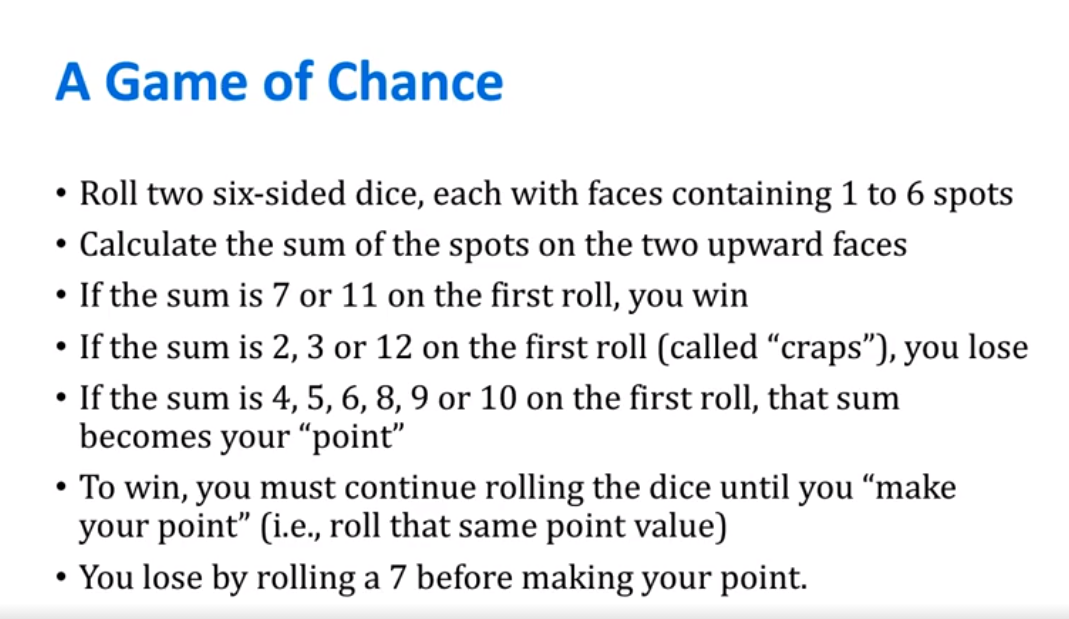 A Game of Chance
• Roll two six-sided dice, each with faces containing 1 to 6 spots
• Calculate the sum of the spots on the two upward faces
• If the sum is 7 or 11 on the first roll, you win
• If the sum is 2, 3 or 12 on the first roll (called “craps”), you lose
• If the sum is 4, 5, 6, 8, 9 or 10 on the first roll, that sum
becomes your “point”
• To win, you must continue rolling the dice until you “make
your point” (i.e., roll that same point value)
• You lose by rolling a 7 before making your point.